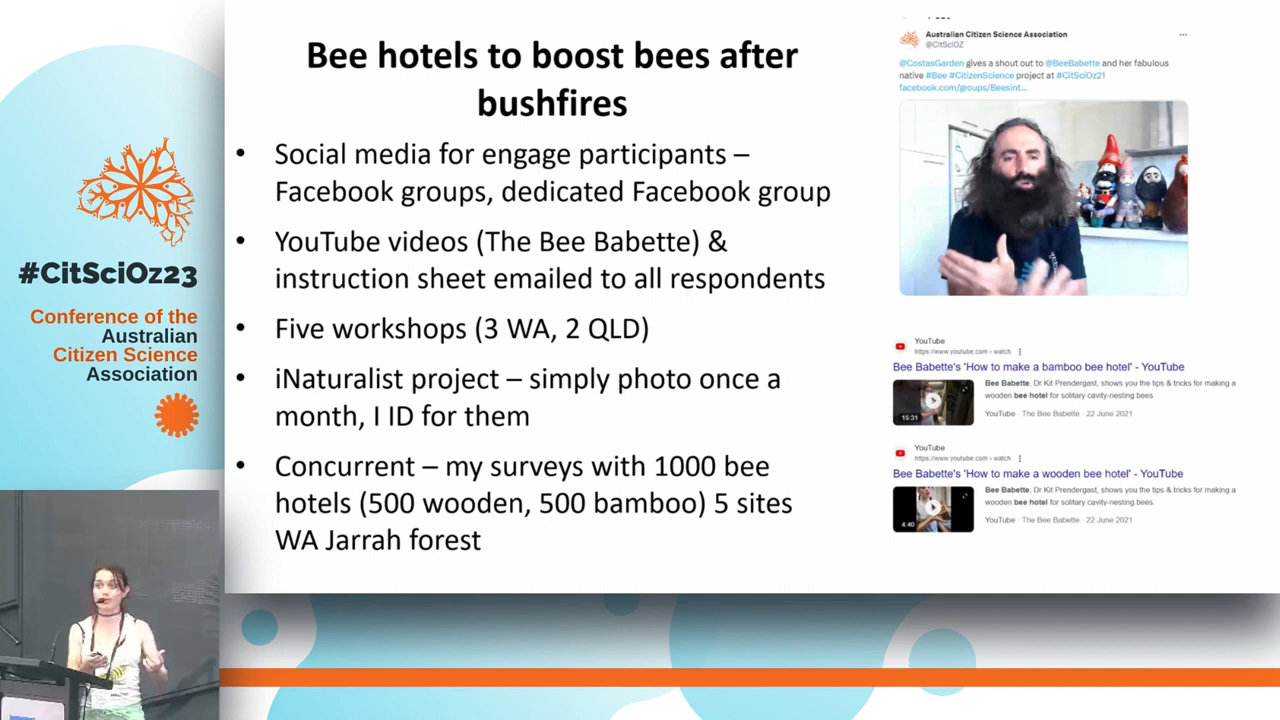 #CitSciOz23
Conference of the
Australian
Citizen Science
Association
Bee hotels to boost bees after
bushfires
• Social media for engage participants –
Facebook groups, dedicated Facebook group
• YouTube videos (The Bee Babette) &
instruction sheet emailed to all respondents
• Five workshops (3 WA, 2 QLD)
• iNaturalist project – simply photo once a
month, I ID for them
• Concurrent – my surveys with 1000 bee
hotels (500 wooden, 500 bamboo) 5 sites
WA Jarrah forest
Australian Citizen Science Association
@CitSciOZ
@CostasGarden gives a shout out to @BeeBabette and her fabulous
native #Bee #CitizenScience project at #CitSciOz21
facebook.com/groups/Beesint...
YouTube
https://www.youtube.com › watch
Bee Babette's 'How to make a bamboo bee hotel' - YouTube
Bee Babette, Dr Kit Prendergast, shows you the tips & tricks for making a
wooden bee hotel for solitary cavity-nesting bees.
15:31
YouTube · The Bee Babette · 22 June 2021
YouTube
https://www.youtube.com › watch
Bee Babette's 'How to make a wooden bee hotel' - YouTube
Bee Babette, Dr Kit Prendergast, shows you the tips & tricks for making a
wooden bee hotel for solitary cavity-nesting bees.
4:40
YouTube · The Bee Babette · 22 June 2021